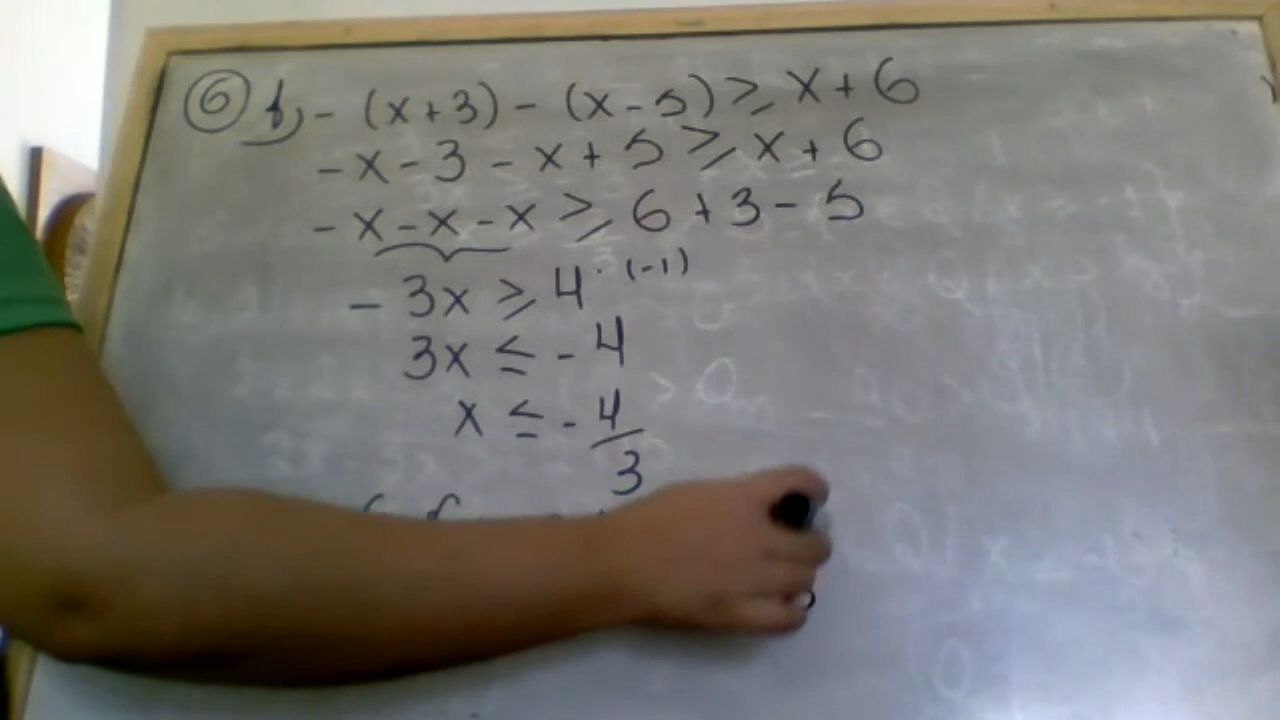 ⑥ f) - (x+3) - (x-5) ≥ x+6
-x-3-x+5 ≥ x+6
-x-x-x ≥ 6+3-5
-3x ≥ 4 · (-1)
3x ≤ -4
x ≤ -4/3